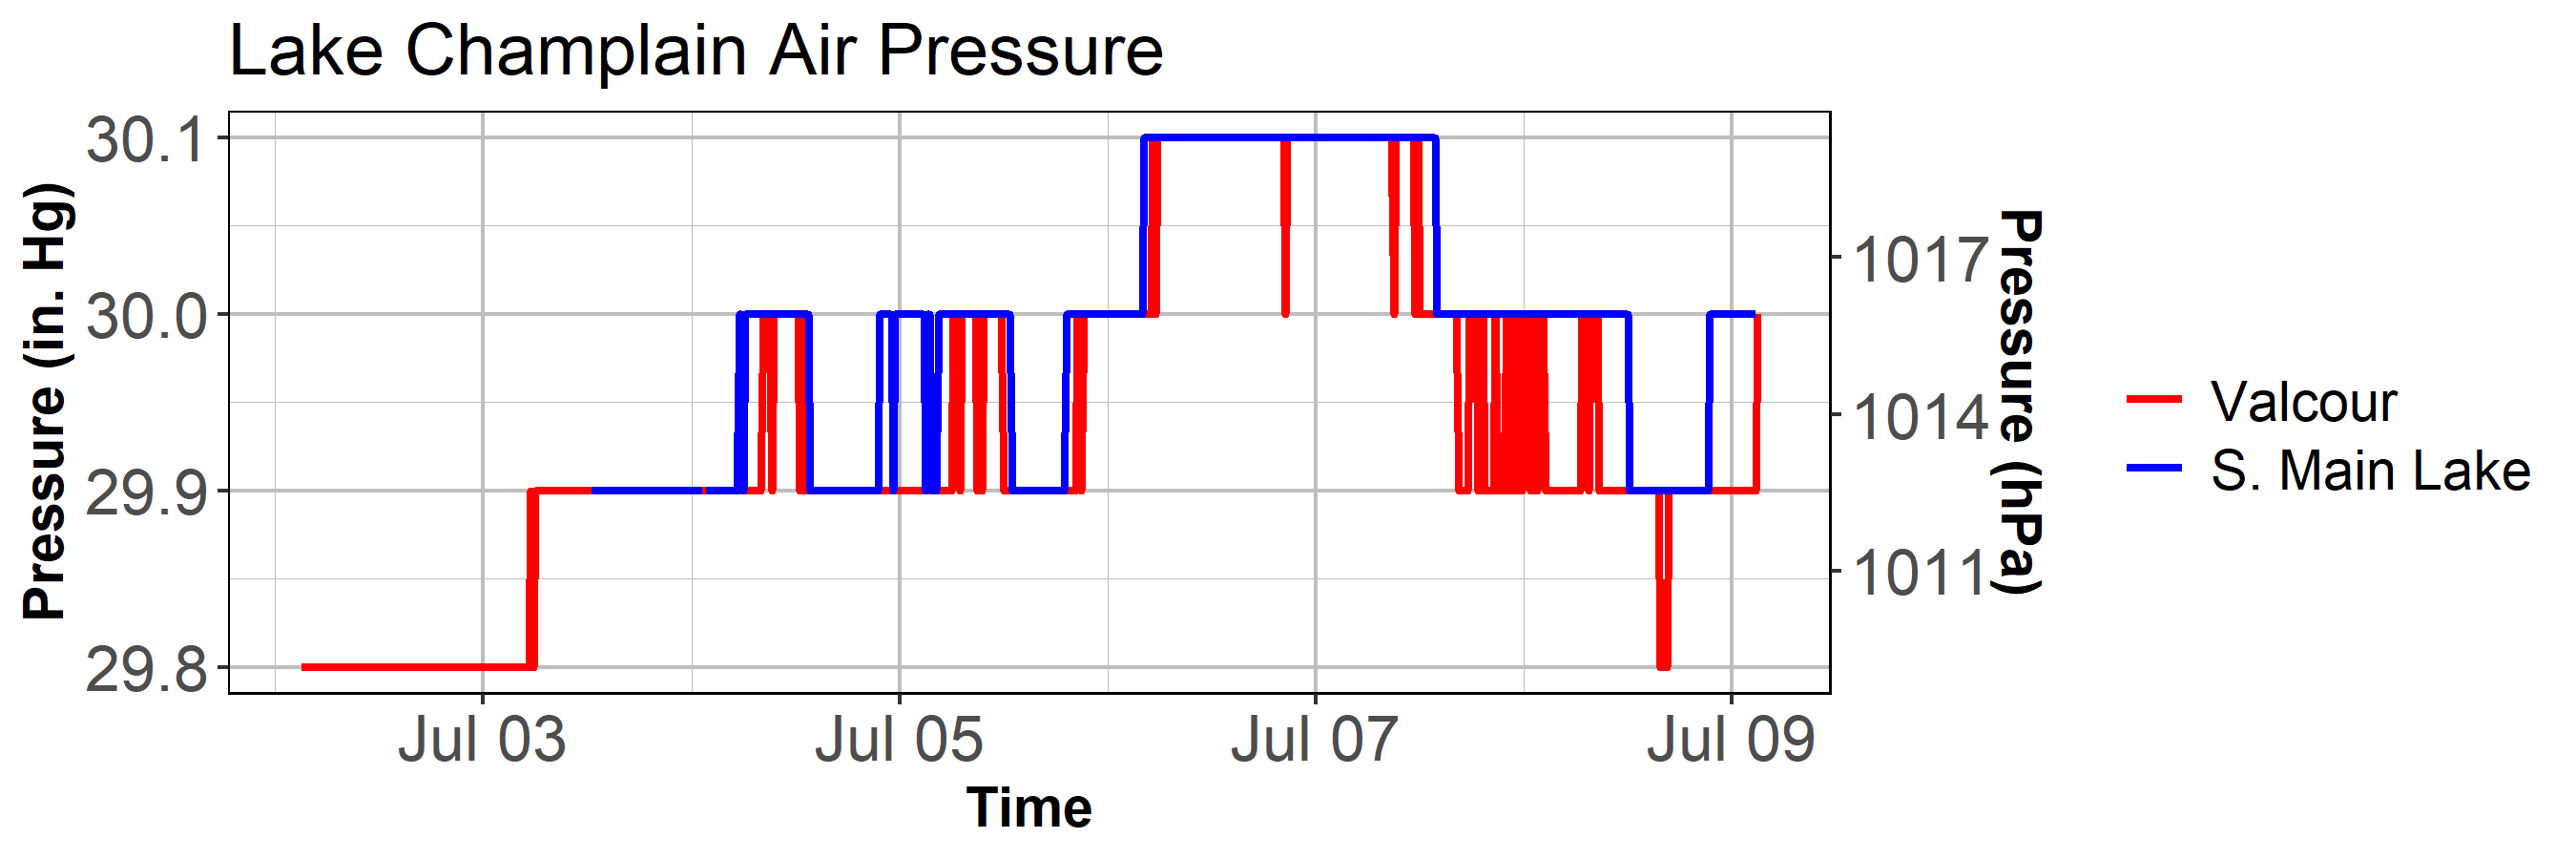 Lake Champlain Air Pressure
30.1
30.0
29.9
29.8
Pressure (in. Hg)
1017
1014
1011
Pressure (hPa)
Jul 03
Jul 05
Jul 07
Jul 09
Time
Valcour
S. Main Lake